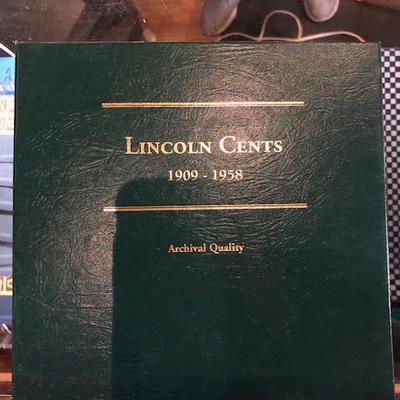 LINCOLN CENTS
1909 - 1958
Archival Quality